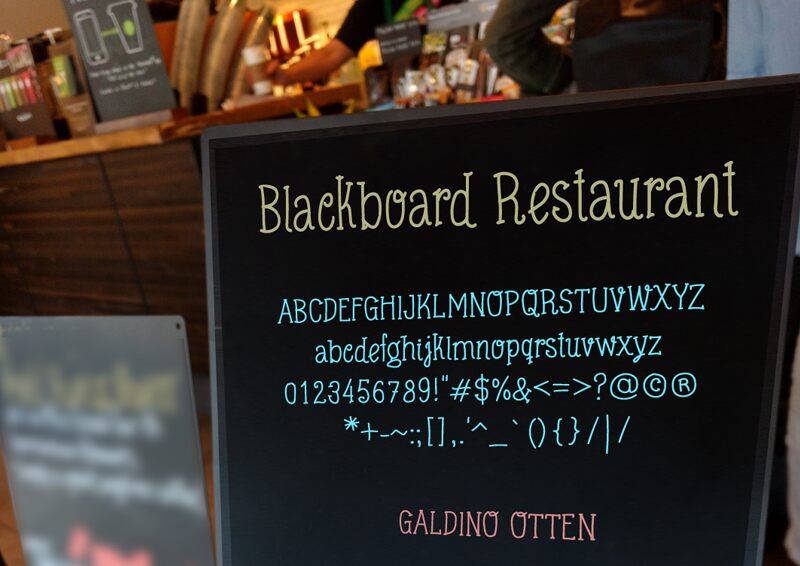 Blackboard Restaurant
ABCDEFGHIJKLMNOPQRSTUVWXYZ
abcdefghijklmnopqrstuvwxyz
0123456789!"#$%&<=>?@©®
*+-~:;[],.'^_`(){}/|/
GALDINO OTTEN